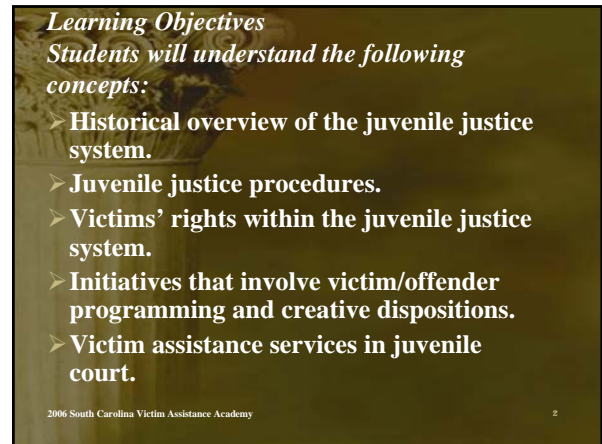 Learning Objectives
Students will understand the following
concepts:
➢Historical overview of the juvenile justice
system.
➢Juvenile justice procedures.
➢Victims’ rights within the juvenile justice
system.
➢Initiatives that involve victim/offender
programming and creative dispositions.
➢Victim assistance services in juvenile
court.
2006 South Carolina Victim Assistance Academy 2